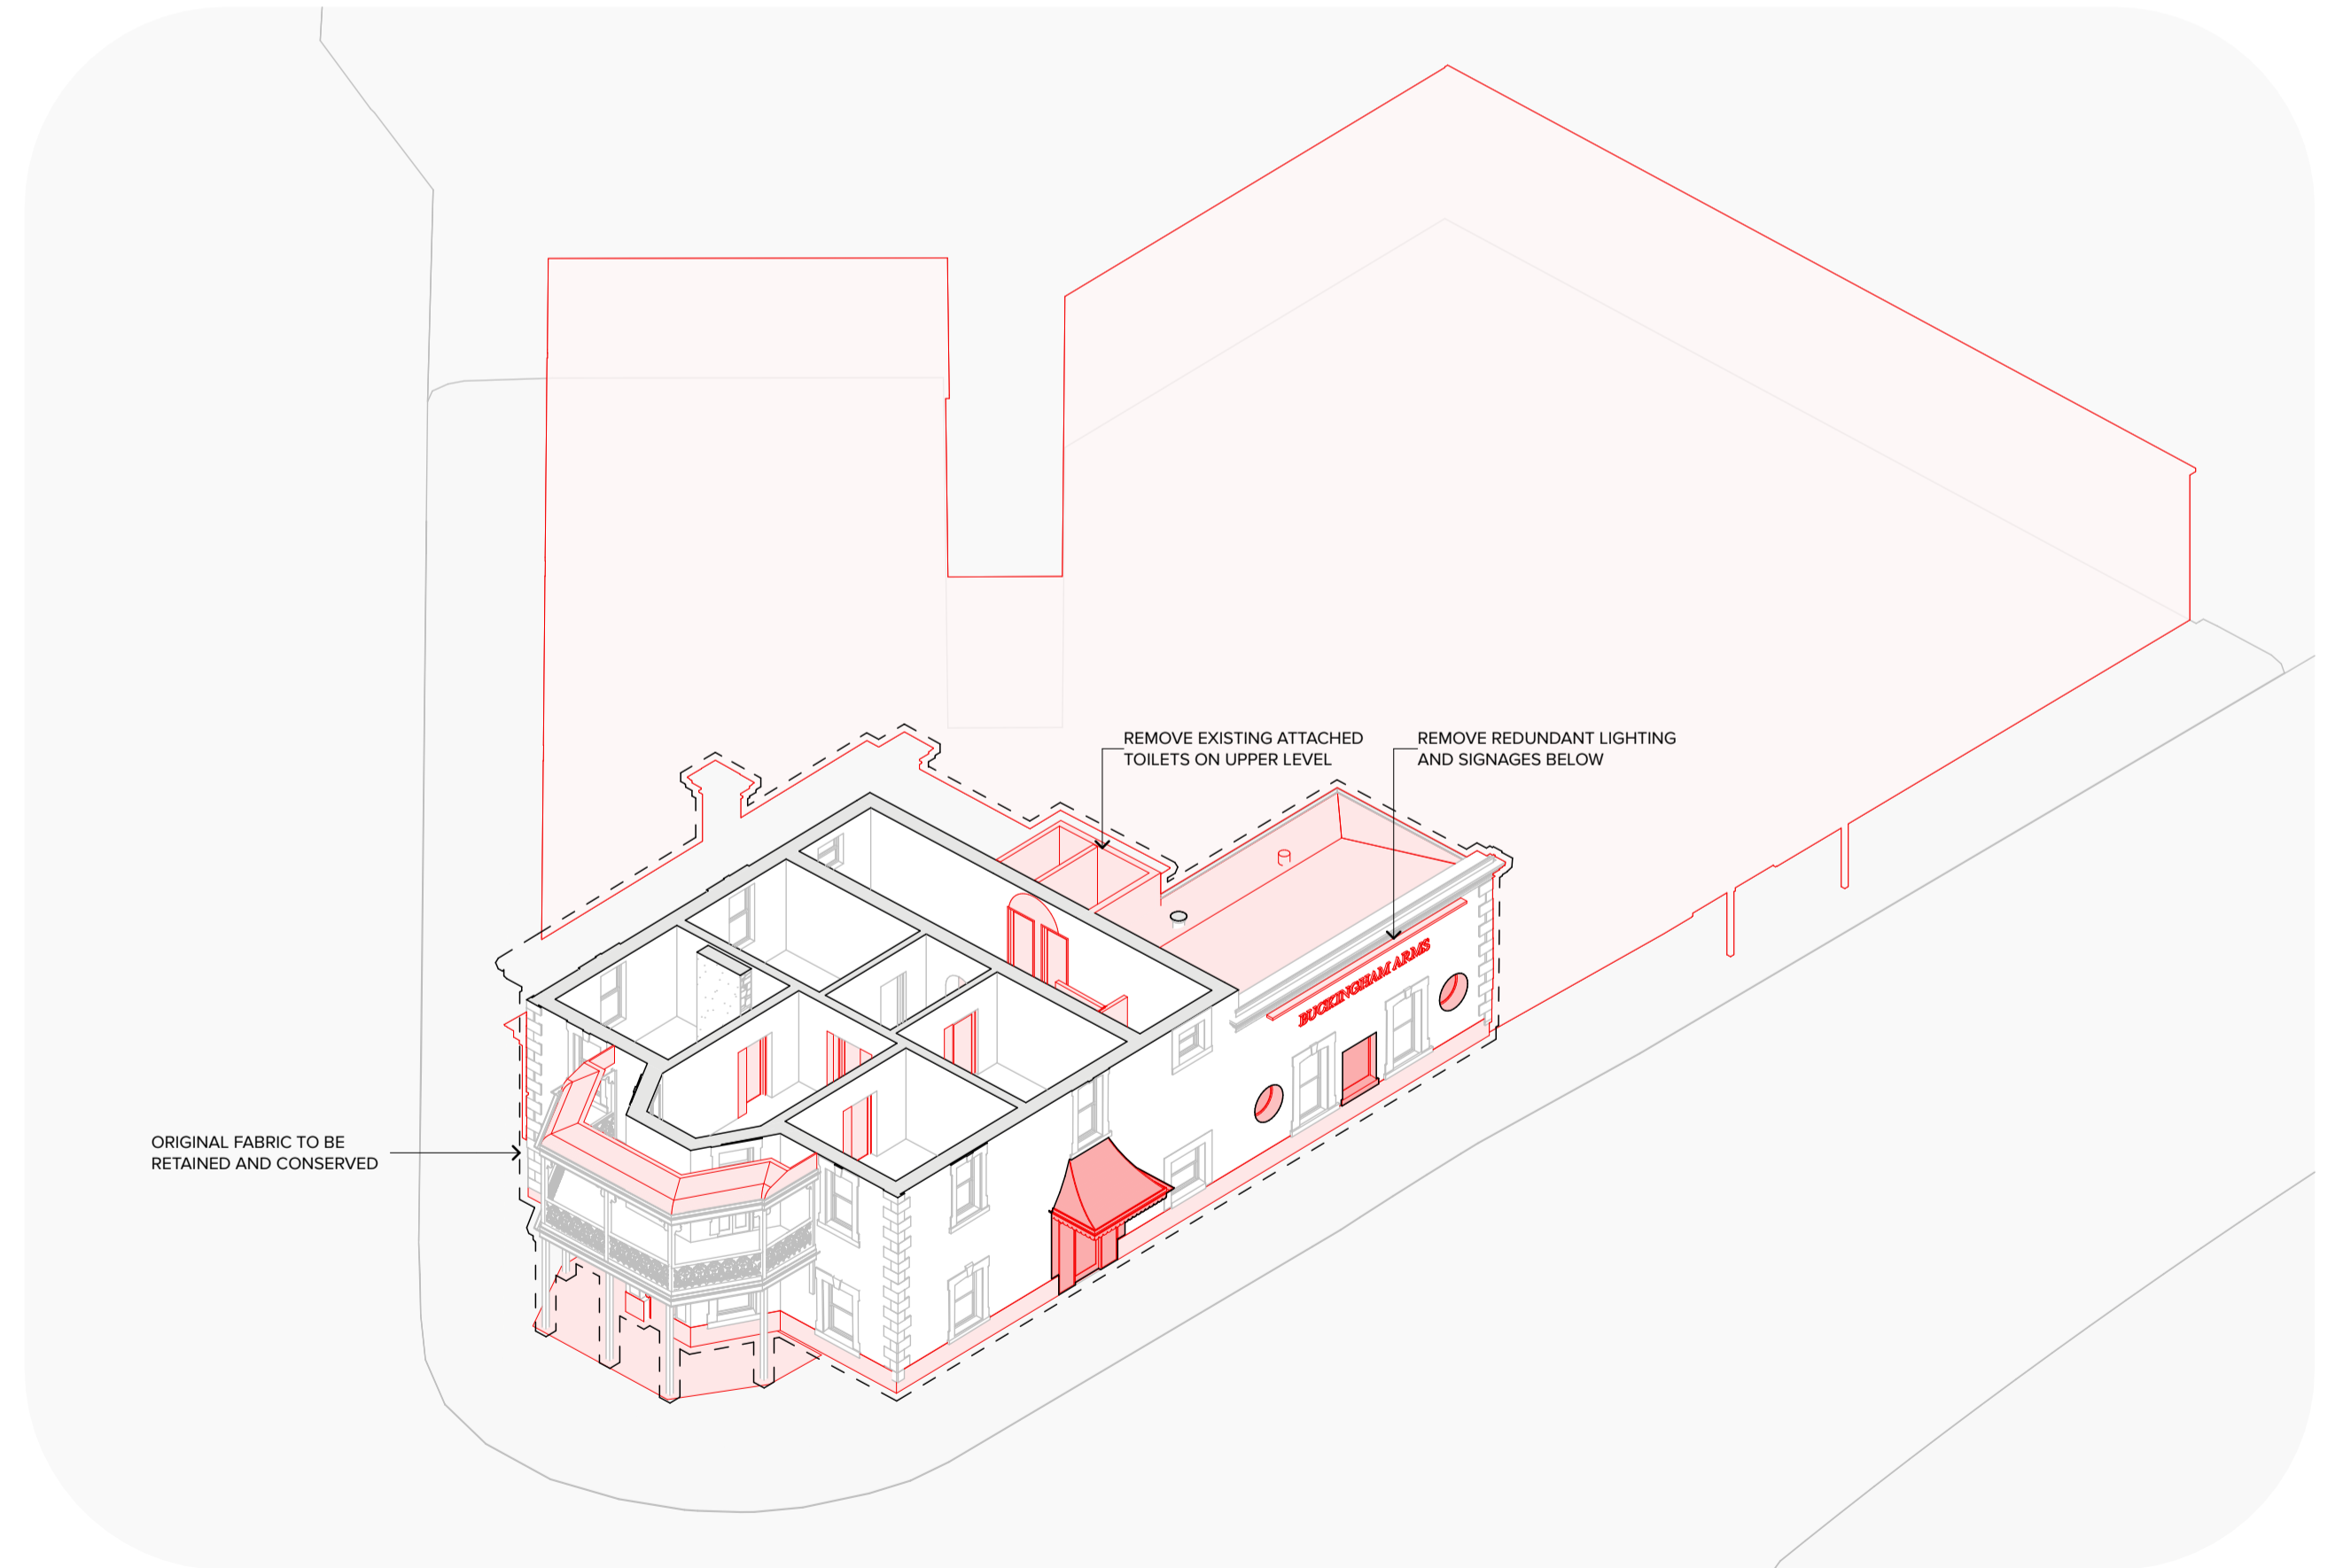 REMOVE EXISTING ATTACHED
TOILETS ON UPPER LEVEL
REMOVE REDUNDANT LIGHTING
AND SIGNAGES BELOW
BUCKINGHAM ARMS
ORIGINAL FABRIC TO BE
RETAINED AND CONSERVED